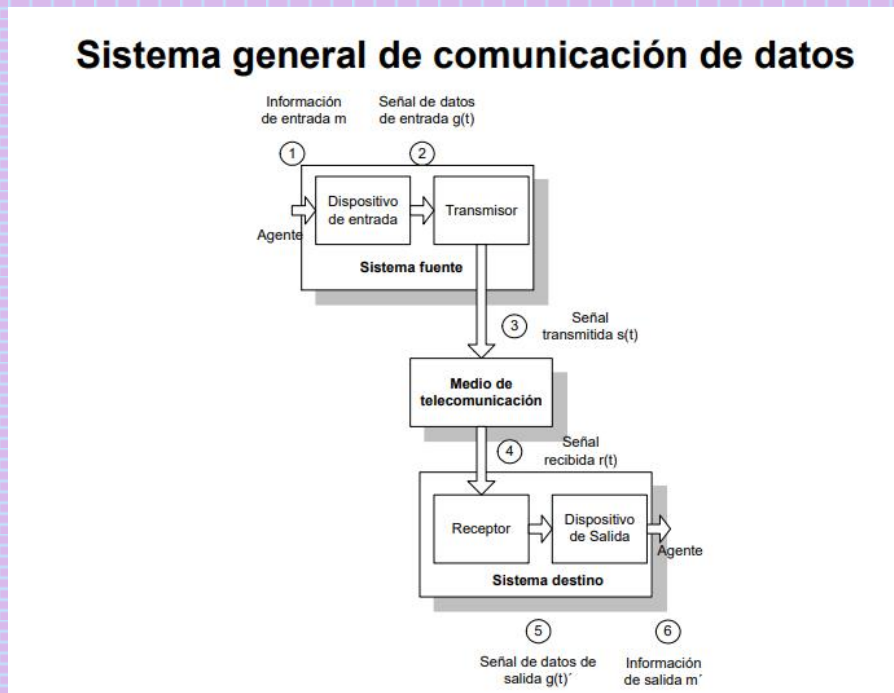 Sistema general de comunicación de datos
Información
de entrada m
Señal de datos
de entrada g(t)
1
2
Dispositivo
de entrada
Transmisor
Agente
Sistema fuente
3
Señal
transmitida s(t)
Medio de
telecomunicación
4
Señal
recibida r(t)
Receptor
Dispositivo
de Salida
Agente
Sistema destino
5
6
Señal de datos de
salida g(t)´
Información
de salida m´